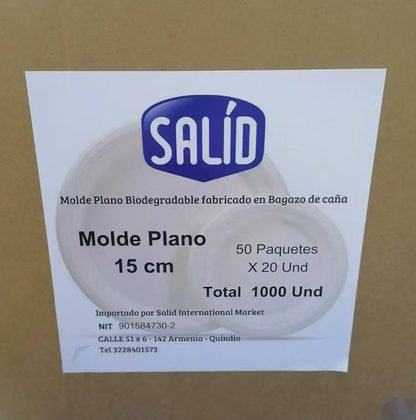 SALÍD
Molde Plano Biodegradable fabricado en Bagazo de caña
Molde Plano
15 cm
50 Paquetes
X 20 Und
Total 1000 Und
Importado por Salid International Market
NIT 901584730-2
CALLE 51 # 6 - 142 Armenia - Quindio
Tel 3228401573